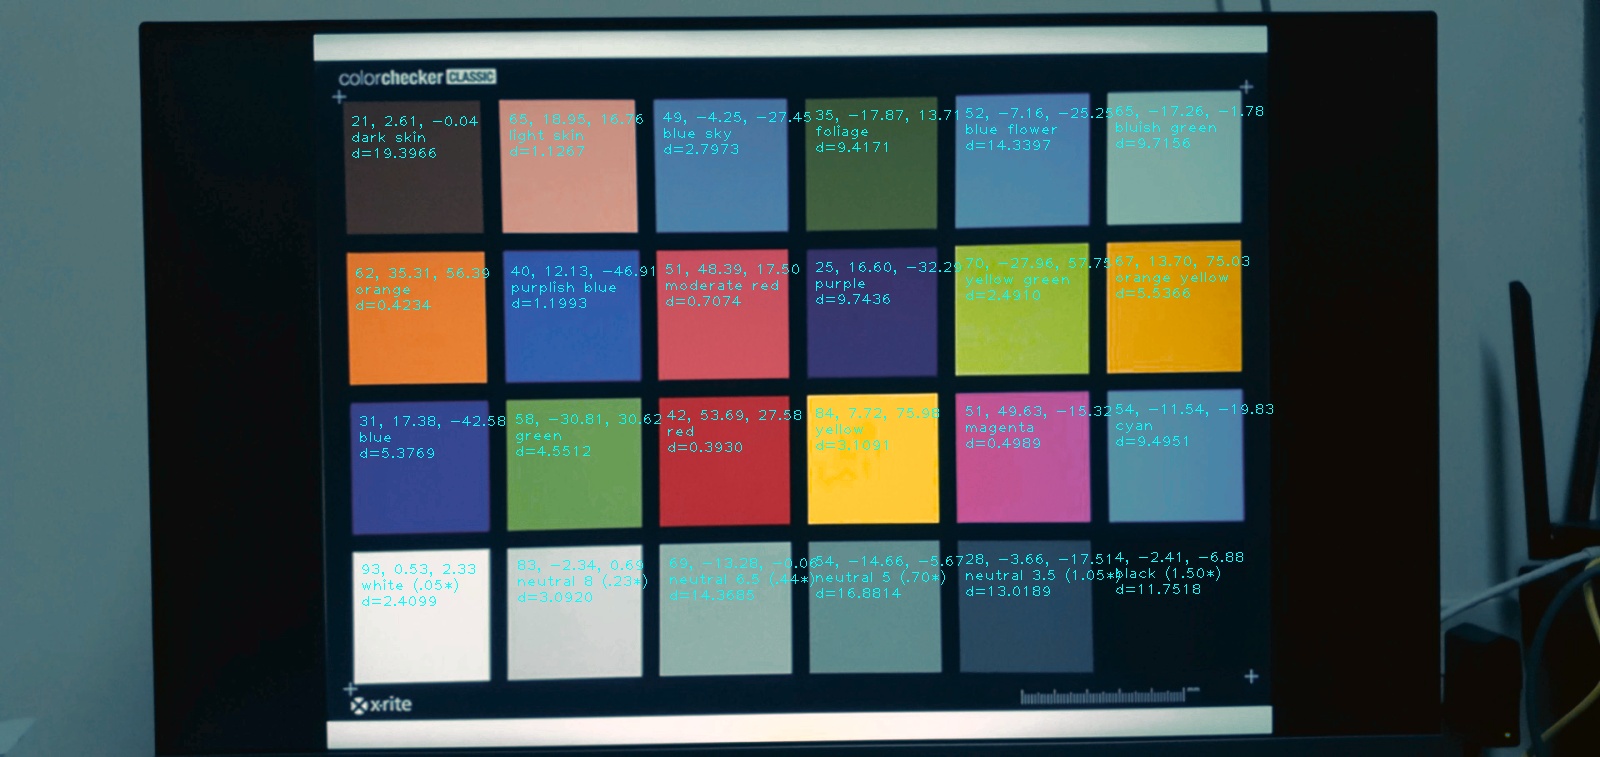 colorchecker CLASSIC
21, 2.61, −0.04
dark skin
d=19.3966
65, 18.95, 16.76
light skin
d=1.1267
49, −4.25, −27.45
blue sky
d=2.7973
35, −17.87, 13.71
foliage
d=9.4171
52, −7.16, −25.25
blue flower
d=14.3397
65, −17.26, −1.78
bluish green
d=9.7156
62, 35.31, 56.39
orange
d=0.4234
40, 12.13, −46.91
purplish blue
d=1.1993
51, 48.39, 17.50
moderate red
d=0.7074
25, 16.60, −32.29
purple
d=9.7436
70, −27.96, 57.75
yellow green
d=2.4910
67, 13.70, 75.03
orange yellow
d=5.5366
31, 17.38, −42.58
blue
d=5.3769
58, −30.81, 30.62
green
d=4.5512
42, 53.69, 27.58
red
d=0.3930
84, 7.72, 75.98
yellow
d=3.1091
51, 49.63, −15.32
magenta
d=0.4989
54, −11.54, −19.83
cyan
d=9.4951
93, 0.53, 2.33
white (.05*)
d=2.4099
83, −2.34, 0.69
neutral 8 (.23*)
d=3.0920
69, −13.28, −0.06
neutral 6.5 (.44*)
d=14.3685
54, −14.66, −5.67
neutral 5 (.70*)
d=16.8814
28, −3.66, −17.51
neutral 3.5 (1.05*)
d=13.0189
4, −2.41, −6.88
black (1.50*)
d=11.7518
x-rite